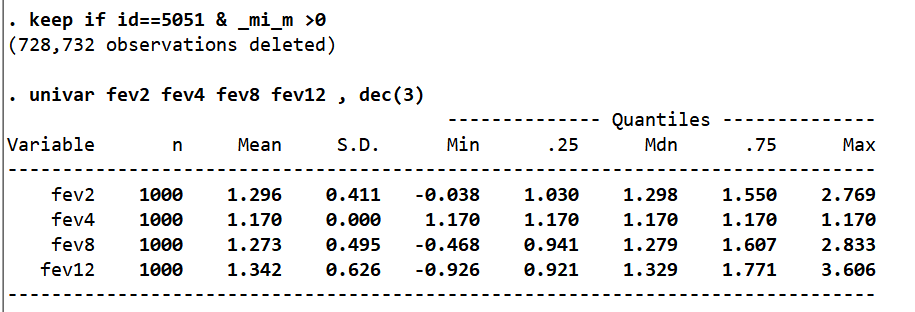 . keep if id==5051 & _mi_m >0
(728,732 observations deleted)
. univar fev2 fev4 fev8 fev12 , dec(3)
-------------- Quantiles --------------
Variable n Mean S.D. Min .25 Mdn .75 Max
-------------------------------------------------------------------------------
fev2 1000 1.296 0.411 -0.038 1.030 1.298 1.550 2.769
fev4 1000 1.170 0.000 1.170 1.170 1.170 1.170 1.170
fev8 1000 1.273 0.495 -0.468 0.941 1.279 1.607 2.833
fev12 1000 1.342 0.626 -0.926 0.921 1.329 1.771 3.606
-------------------------------------------------------------------------------